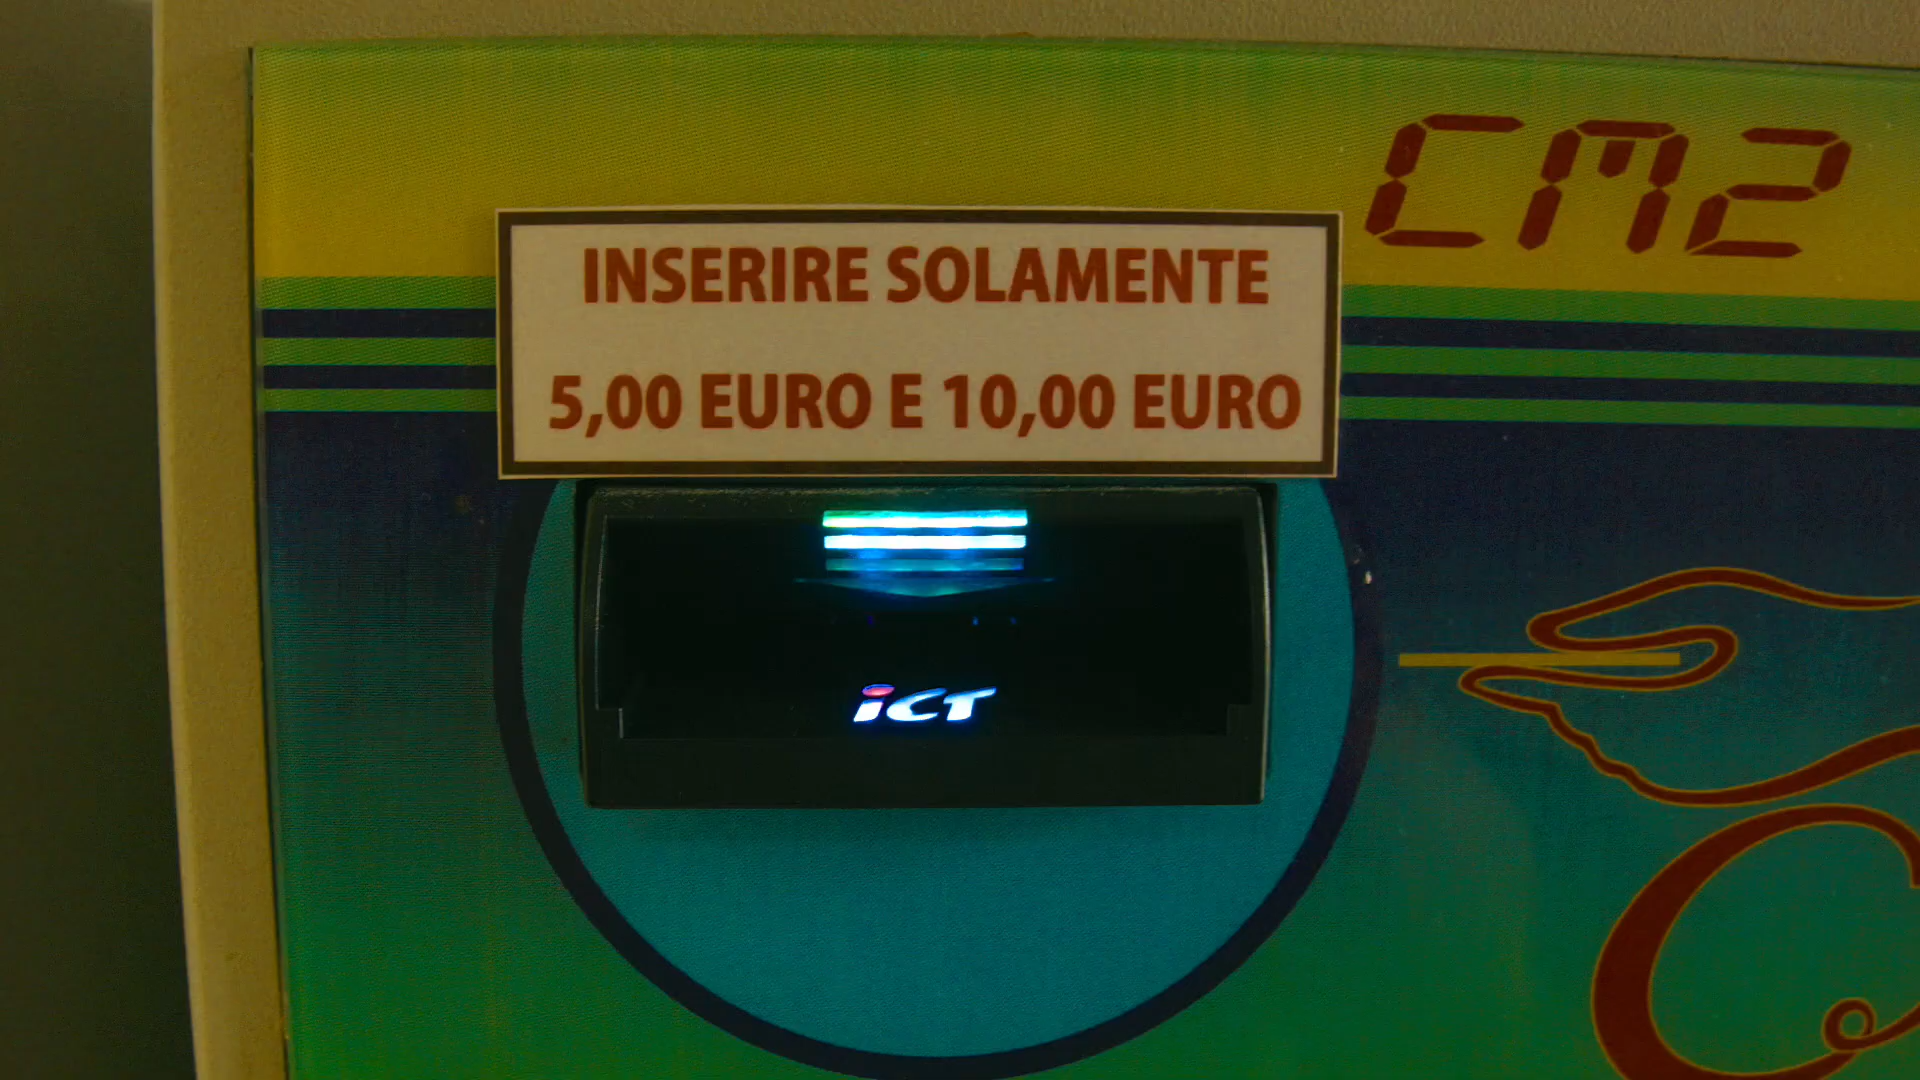 CM2
INSERIRE SOLAMENTE
5,00 EURO E 10,00 EURO
iCT